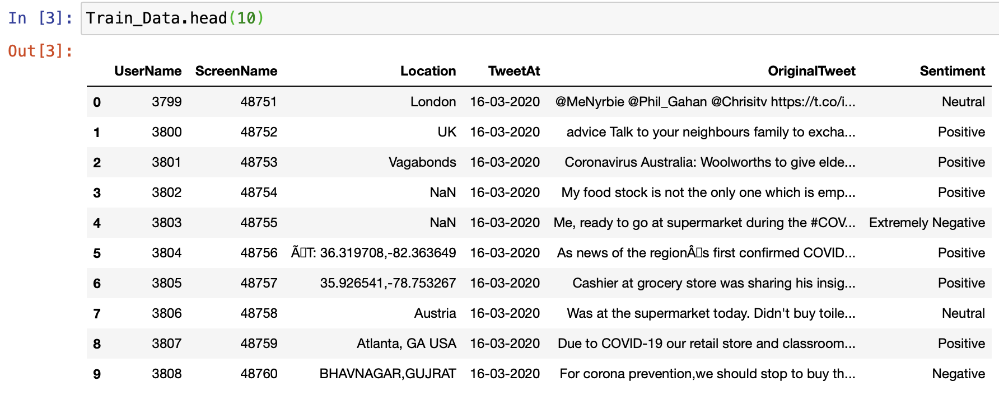 In [3]: Train_Data.head(10)
Out[3]:
UserName ScreenName Location TweetAt OriginalTweet Sentiment
0 3799 48751 London 16-03-2020 @MeNyrbie @Phil_Gahan @Chrisitv https://t.co/i... Neutral
1 3800 48752 UK 16-03-2020 advice Talk to your neighbours family to excha... Positive
2 3801 48753 Vagabonds 16-03-2020 Coronavirus Australia: Woolworths to give elde... Positive
3 3802 48754 NaN 16-03-2020 My food stock is not the only one which is emp... Positive
4 3803 48755 NaN 16-03-2020 Me, ready to go at supermarket during the #COV... Extremely Negative
5 3804 48756 Ã▯T: 36.319708,-82.363649 16-03-2020 As news of the regionÂ▯s first confirmed COVID... Positive
6 3805 48757 35.926541,-78.753267 16-03-2020 Cashier at grocery store was sharing his insig... Positive
7 3806 48758 Austria 16-03-2020 Was at the supermarket today. Didn't buy toile... Neutral
8 3807 48759 Atlanta, GA USA 16-03-2020 Due to COVID-19 our retail store and classroom... Positive
9 3808 48760 BHAVNAGAR,GUJRAT 16-03-2020 For corona prevention,we should stop to buy th... Negative